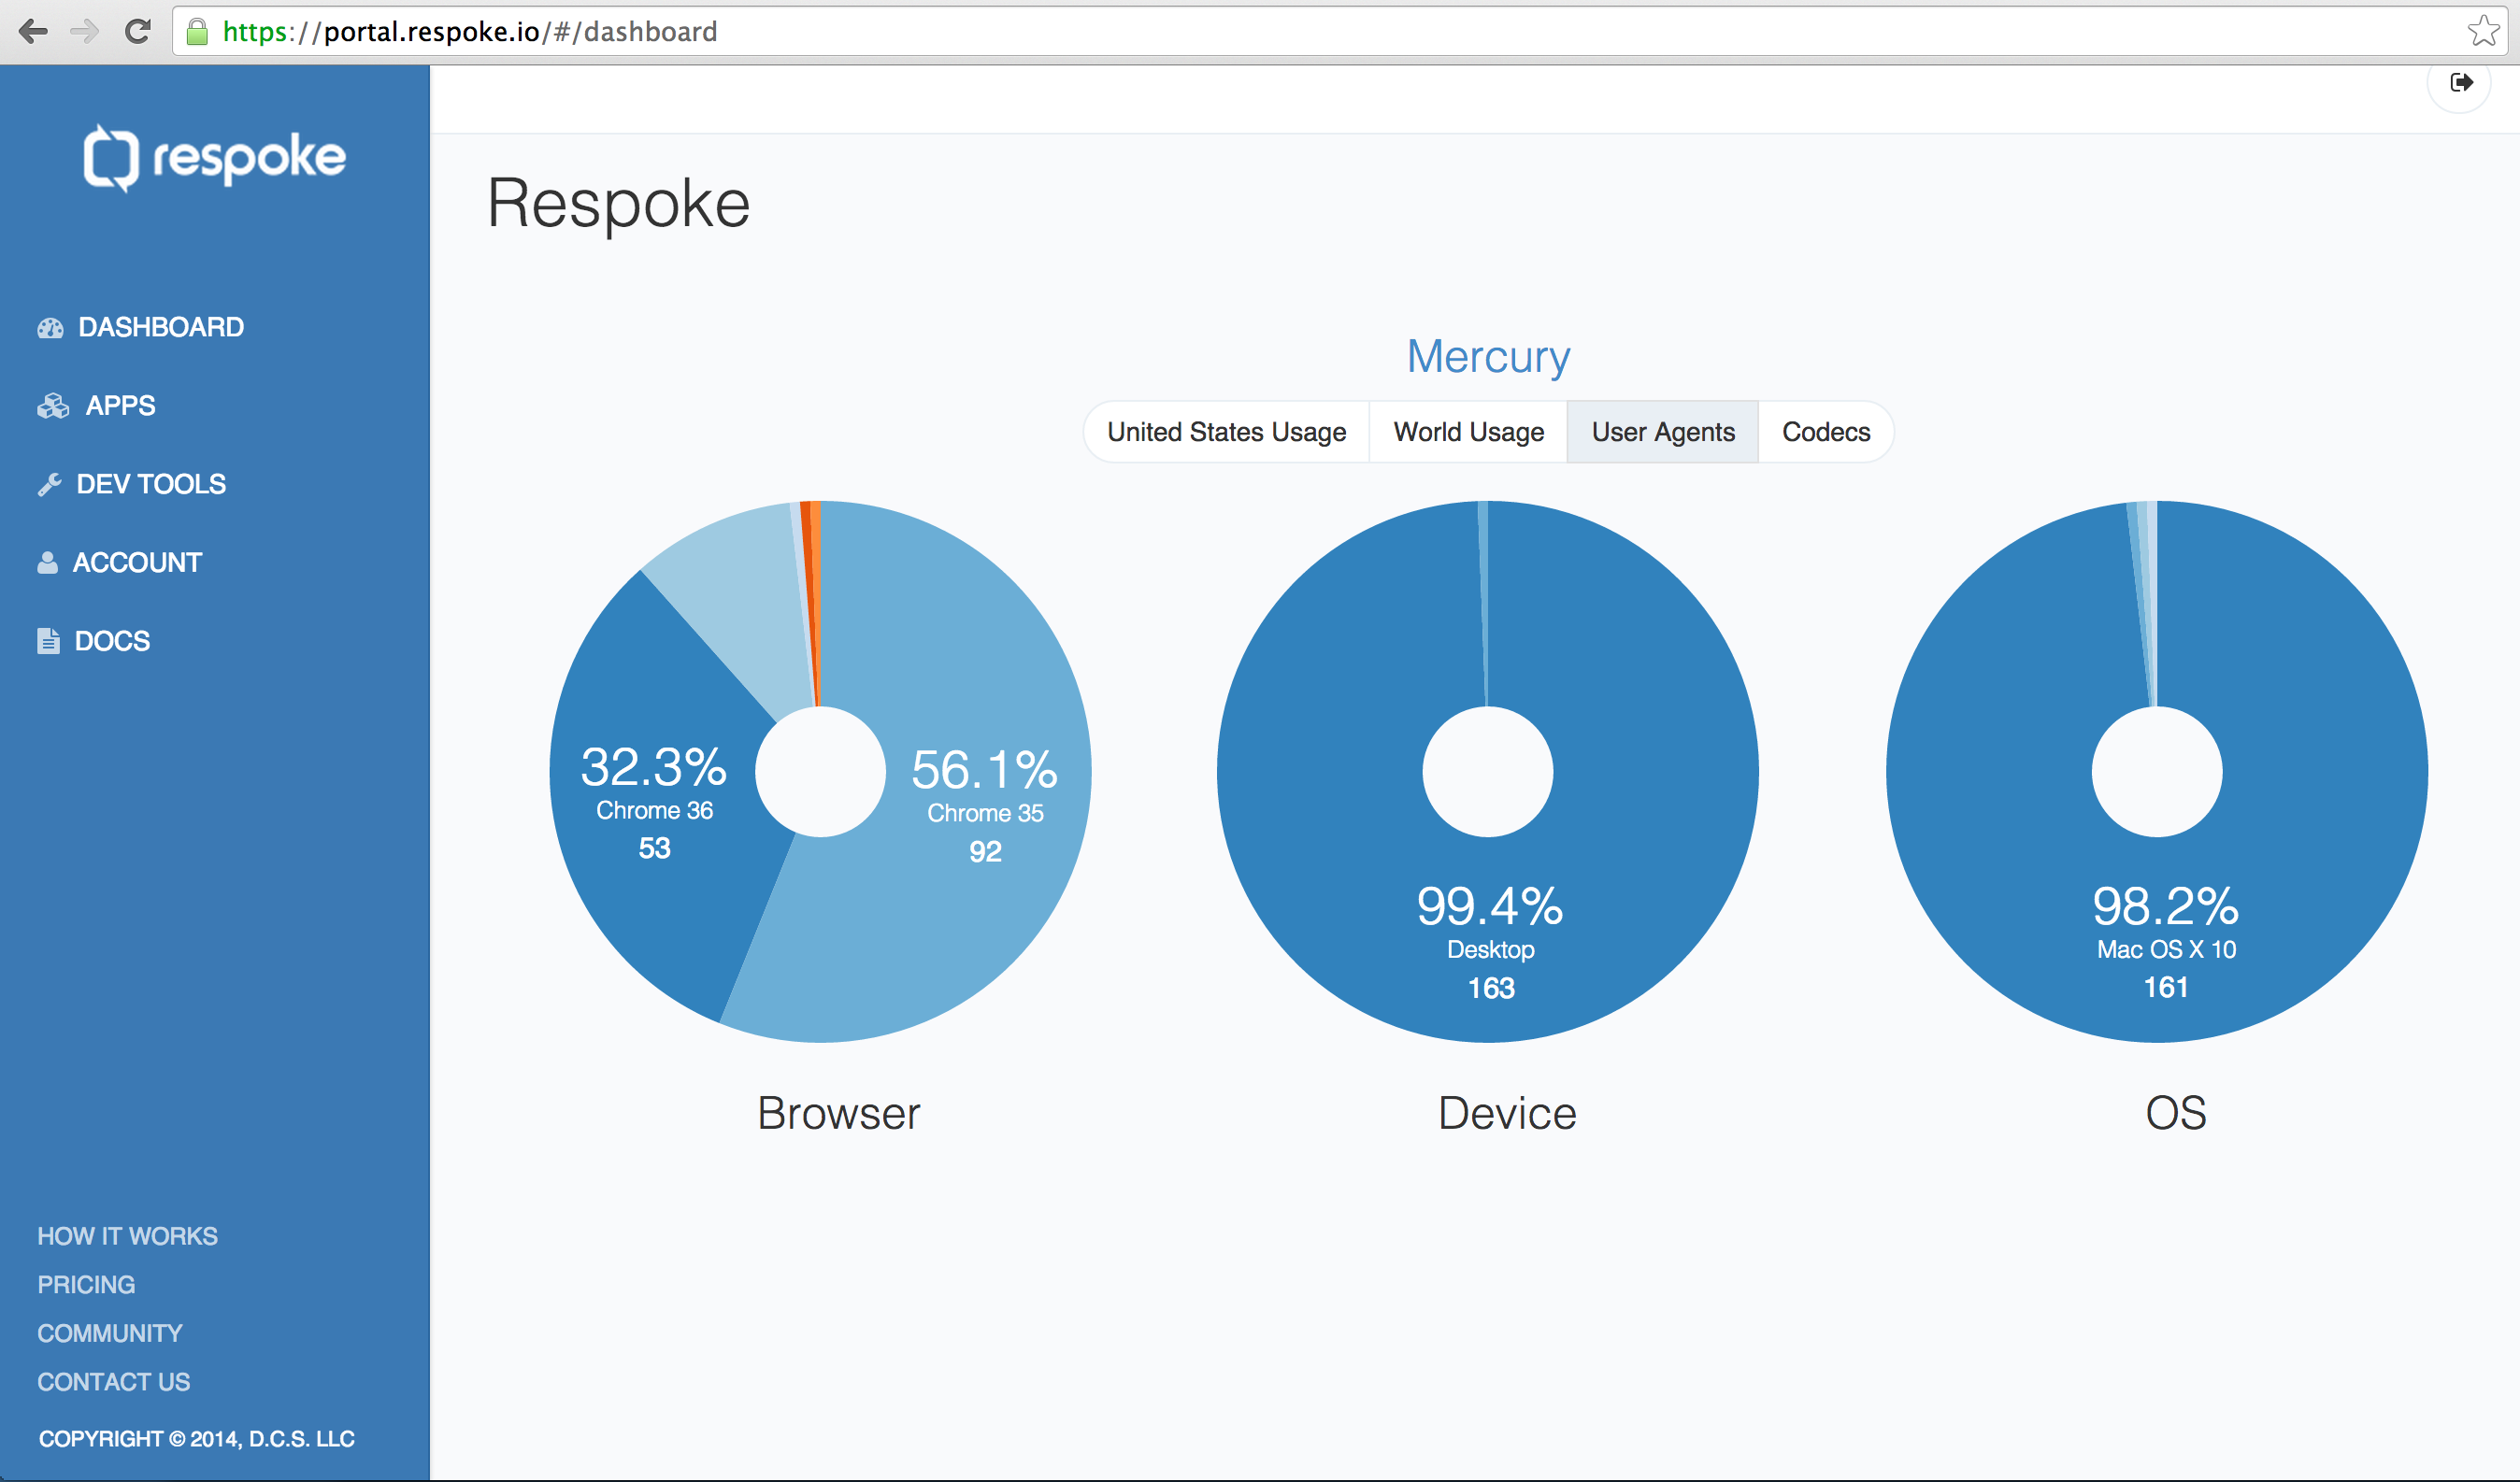 https://portal.respoke.io/#/dashboard
respoke
DASHBOARD
APPS
DEV TOOLS
ACCOUNT
DOCS
HOW IT WORKS
PRICING
COMMUNITY
CONTACT US
COPYRIGHT © 2014, D.C.S. LLC
Respoke
Mercury
United States Usage
World Usage
User Agents
Codecs
32.3%
Chrome 36
53
56.1%
Chrome 35
92
Browser
99.4%
Desktop
163
Device
98.2%
Mac OS X 10
161
OS